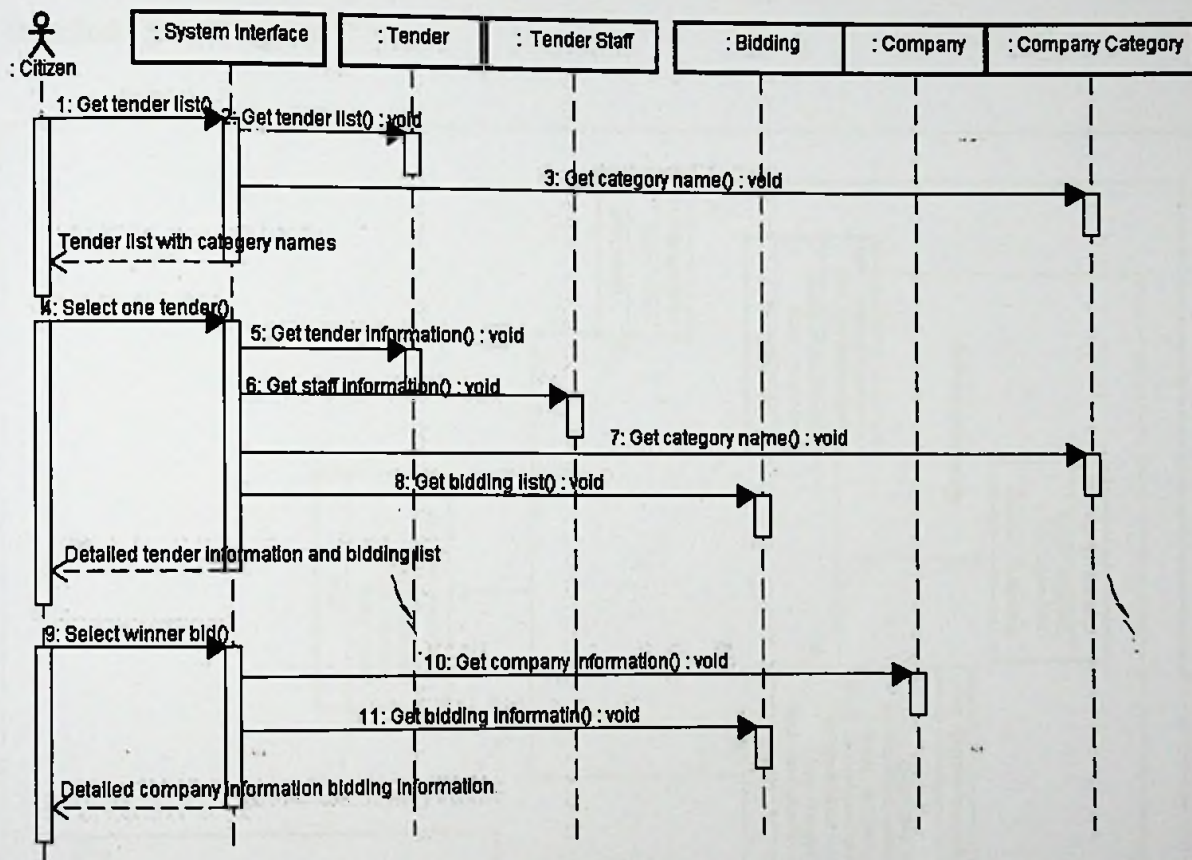 : Citizen
: System Interface
: Tender
: Tender Staff
: Bidding
: Company
: Company Category
1: Get tender list()
2: Get tender list() : void
3: Get category name() : void
Tender list with categery names
4: Select one tender()
5: Get tender information() : void
6: Get staff information() : void
7: Get category name() : void
8: Get bidding list() : void
Detailed tender information and bidding list
9: Select winner bid()
10: Get company information() : void
11: Get bidding informatin() : void
Detailed company information bidding information